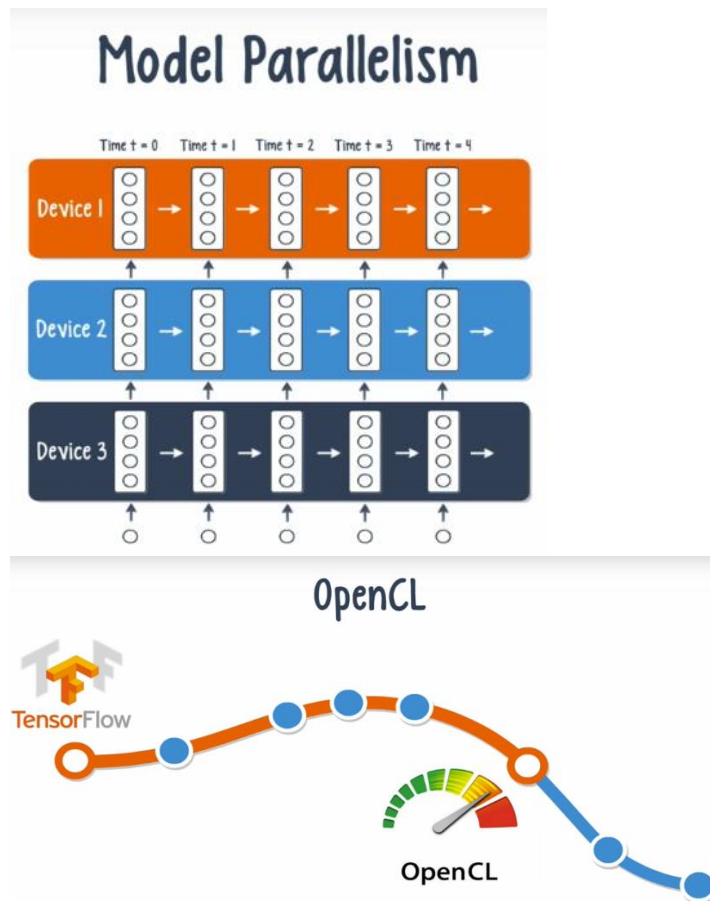 Model Parallelism
Time t = 0 Time t = 1 Time t = 2 Time t = 3 Time t = 4
Device 1
Device 2
Device 3
OpenCL
TensorFlow
OpenCL